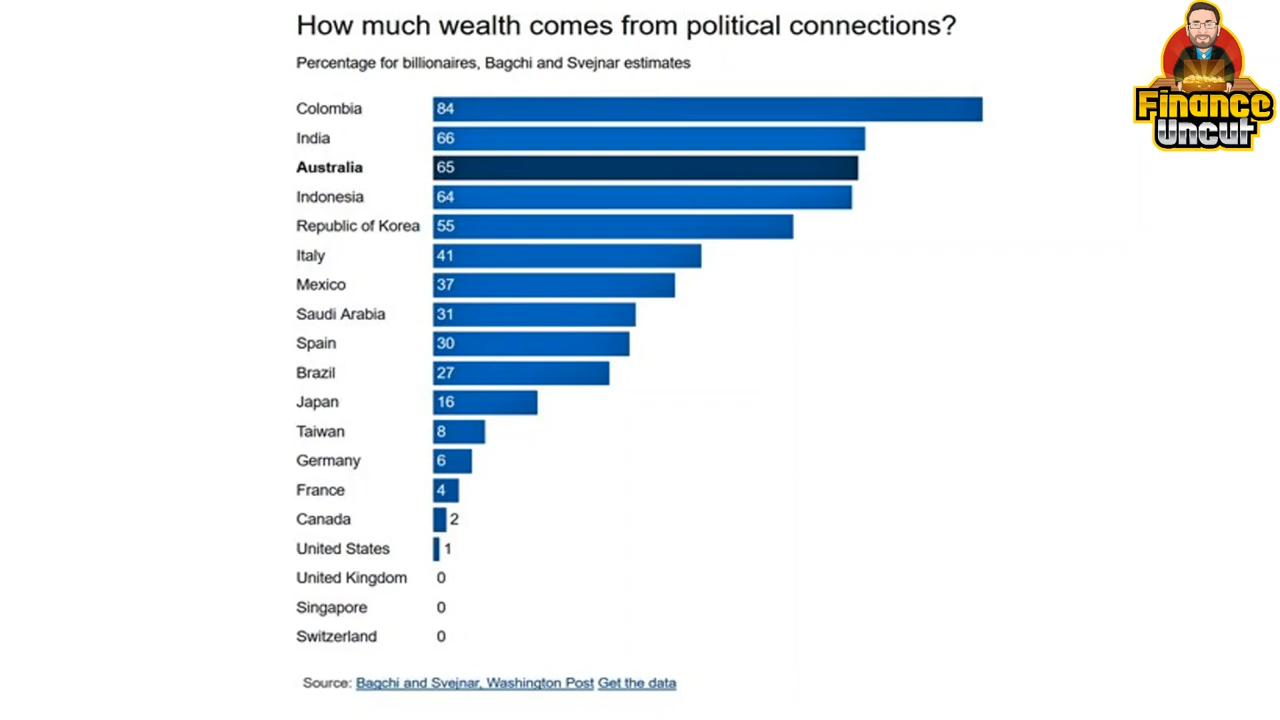 How much wealth comes from political connections?
Percentage for billionaires, Bagchi and Svejnar estimates
Colombia 84
India 66
Australia 65
Indonesia 64
Republic of Korea 55
Italy 41
Mexico 37
Saudi Arabia 31
Spain 30
Brazil 27
Japan 16
Taiwan 8
Germany 6
France 4
Canada 2
United States 1
United Kingdom 0
Singapore 0
Switzerland 0
Source: Bagchi and Svejnar, Washington Post Get the data
Finance
Uncut